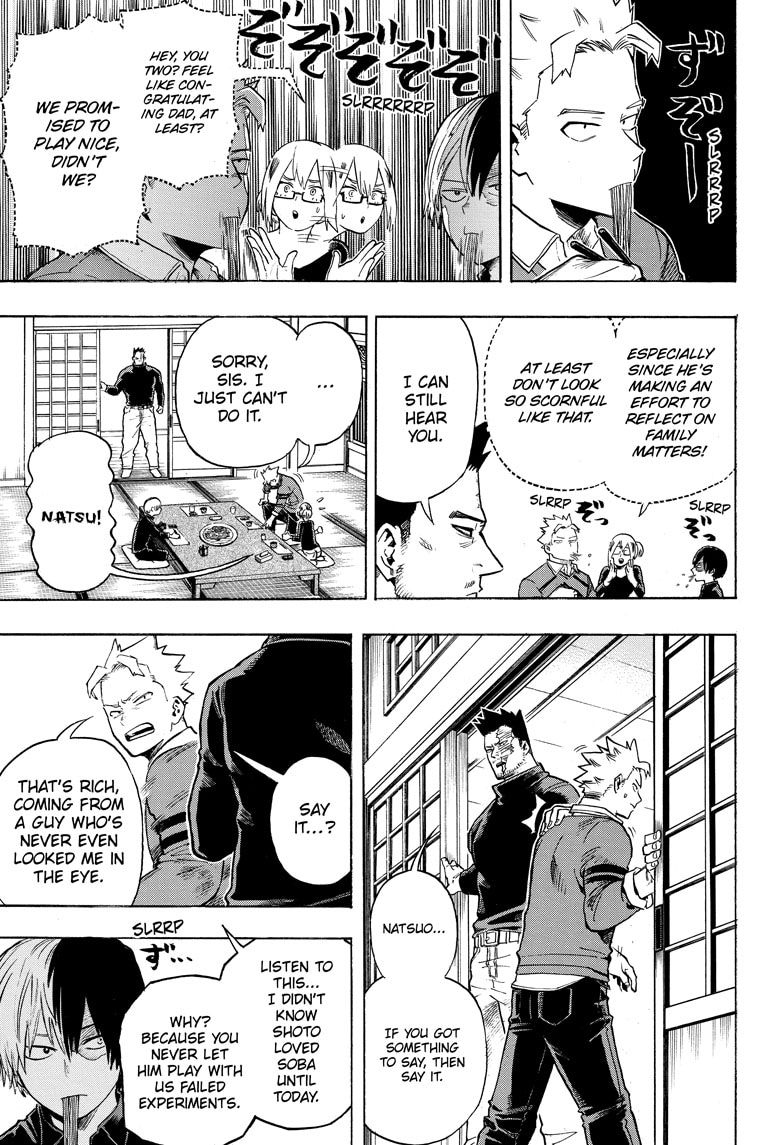 ずぞー
SLRRRP
ぞぞぞぞぞ
SLRRRRRRP
HEY, YOU
TWO? FEEL
LIKE CON-
GRATULAT-
ING DAD, AT
LEAST?
WE PROM-
ISED TO
PLAY NICE,
DIDN'T
WE?
ESPECIALLY
SINCE HE'S
MAKING AN
EFFORT TO
REFLECT ON
FAMILY
MATTERS!
AT LEAST
DON'T LOOK
SO SCORNFUL
LIKE THAT.
I CAN
STILL
HEAR
YOU.
SLRRP
ぞっ
SLRRP
ぞっ
...
SORRY,
SIS. I
JUST CAN'T
DO IT.
NATSU!
NATSUO...
IF YOU GOT
SOMETHING
TO SAY, THEN
SAY IT.
SAY
IT...?
THAT'S RICH,
COMING FROM
A GUY WHO'S
NEVER EVEN
LOOKED ME IN
THE EYE.
LISTEN TO
THIS...
I DIDN'T
KNOW
SHOTO
LOVED
SOBA
UNTIL
TODAY.
WHY?
BECAUSE YOU
NEVER LET
HIM PLAY WITH
US FAILED
EXPERIMENTS.
SLRRP
ず...